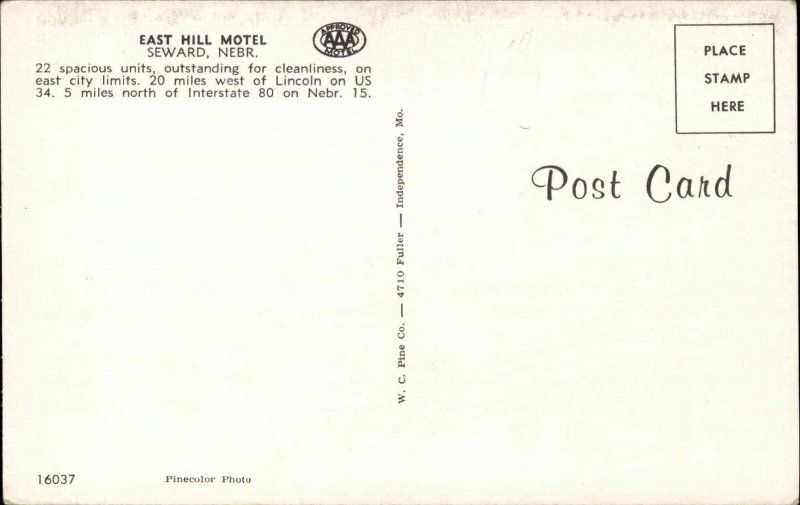 EAST HILL MOTEL
SEWARD, NEBR.
APPROVED
AAA
MOTEL
22 spacious units, outstanding for cleanliness, on
east city limits. 20 miles west of Lincoln on US
34. 5 miles north of Interstate 80 on Nebr. 15.
PLACE
STAMP
HERE
Post Card
W. C. Pine Co. — 4710 Fuller — Independence, Mo.
16037
Pinecolor Photo